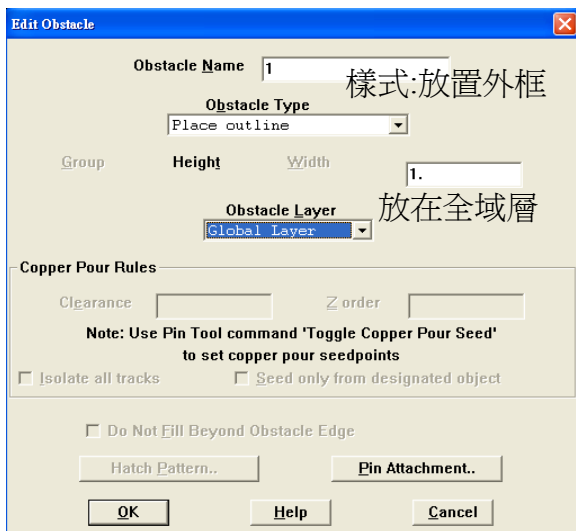 Edit Obstacle
Obstacle Name 1
樣式:放置外框
Obstacle Type
Place outline
Group Height Width 1.
放在全域層
Obstacle Layer
Global Layer
Copper Pour Rules
Clearance Z order
Note: Use Pin Tool command 'Toggle Copper Pour Seed'
to set copper pour seedpoints
Isolate all tracks Seed only from designated object
Do Not Fill Beyond Obstacle Edge
Hatch Pattern.. Pin Attachment..
OK Help Cancel